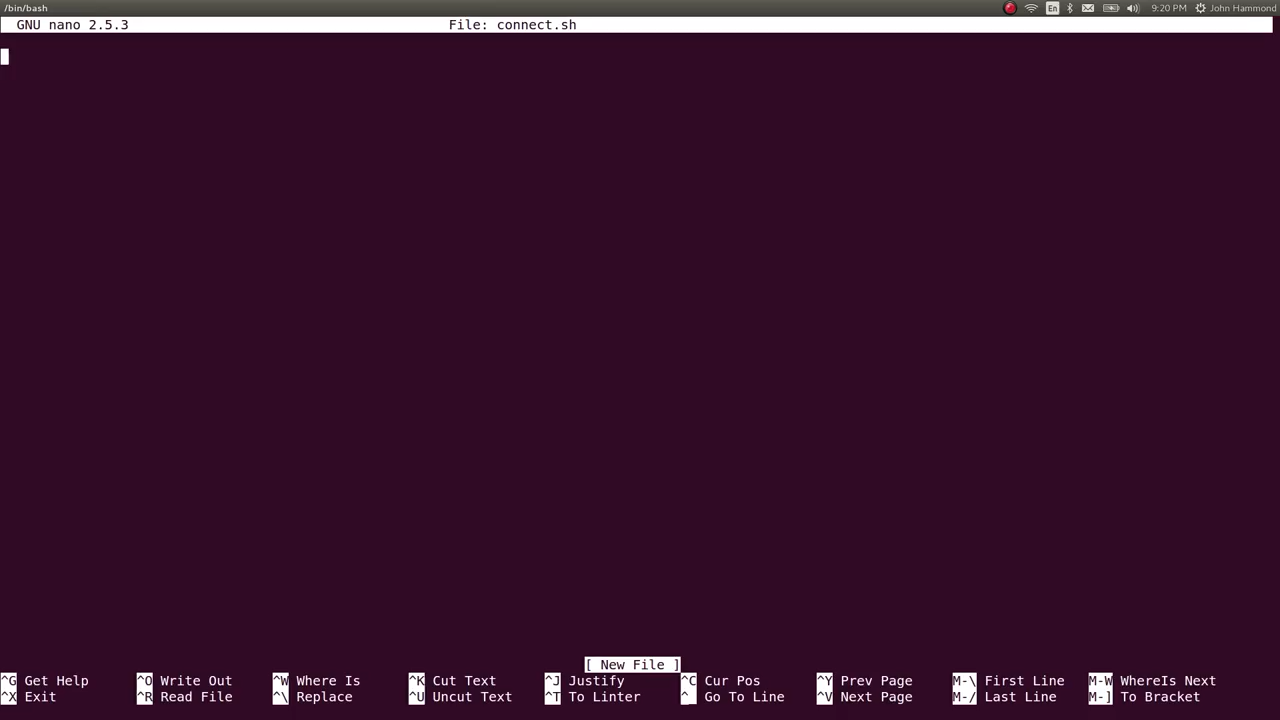 /bin/bash En 9:20 PM John Hammond
GNU nano 2.5.3 File: connect.sh
[ New File ]
^G Get Help ^O Write Out ^W Where Is ^K Cut Text ^J Justify ^C Cur Pos ^Y Prev Page M-\ First Line M-W WhereIs Next
^X Exit ^R Read File ^\ Replace ^U Uncut Text ^T To Linter ^_ Go To Line ^V Next Page M-/ Last Line M-] To Bracket